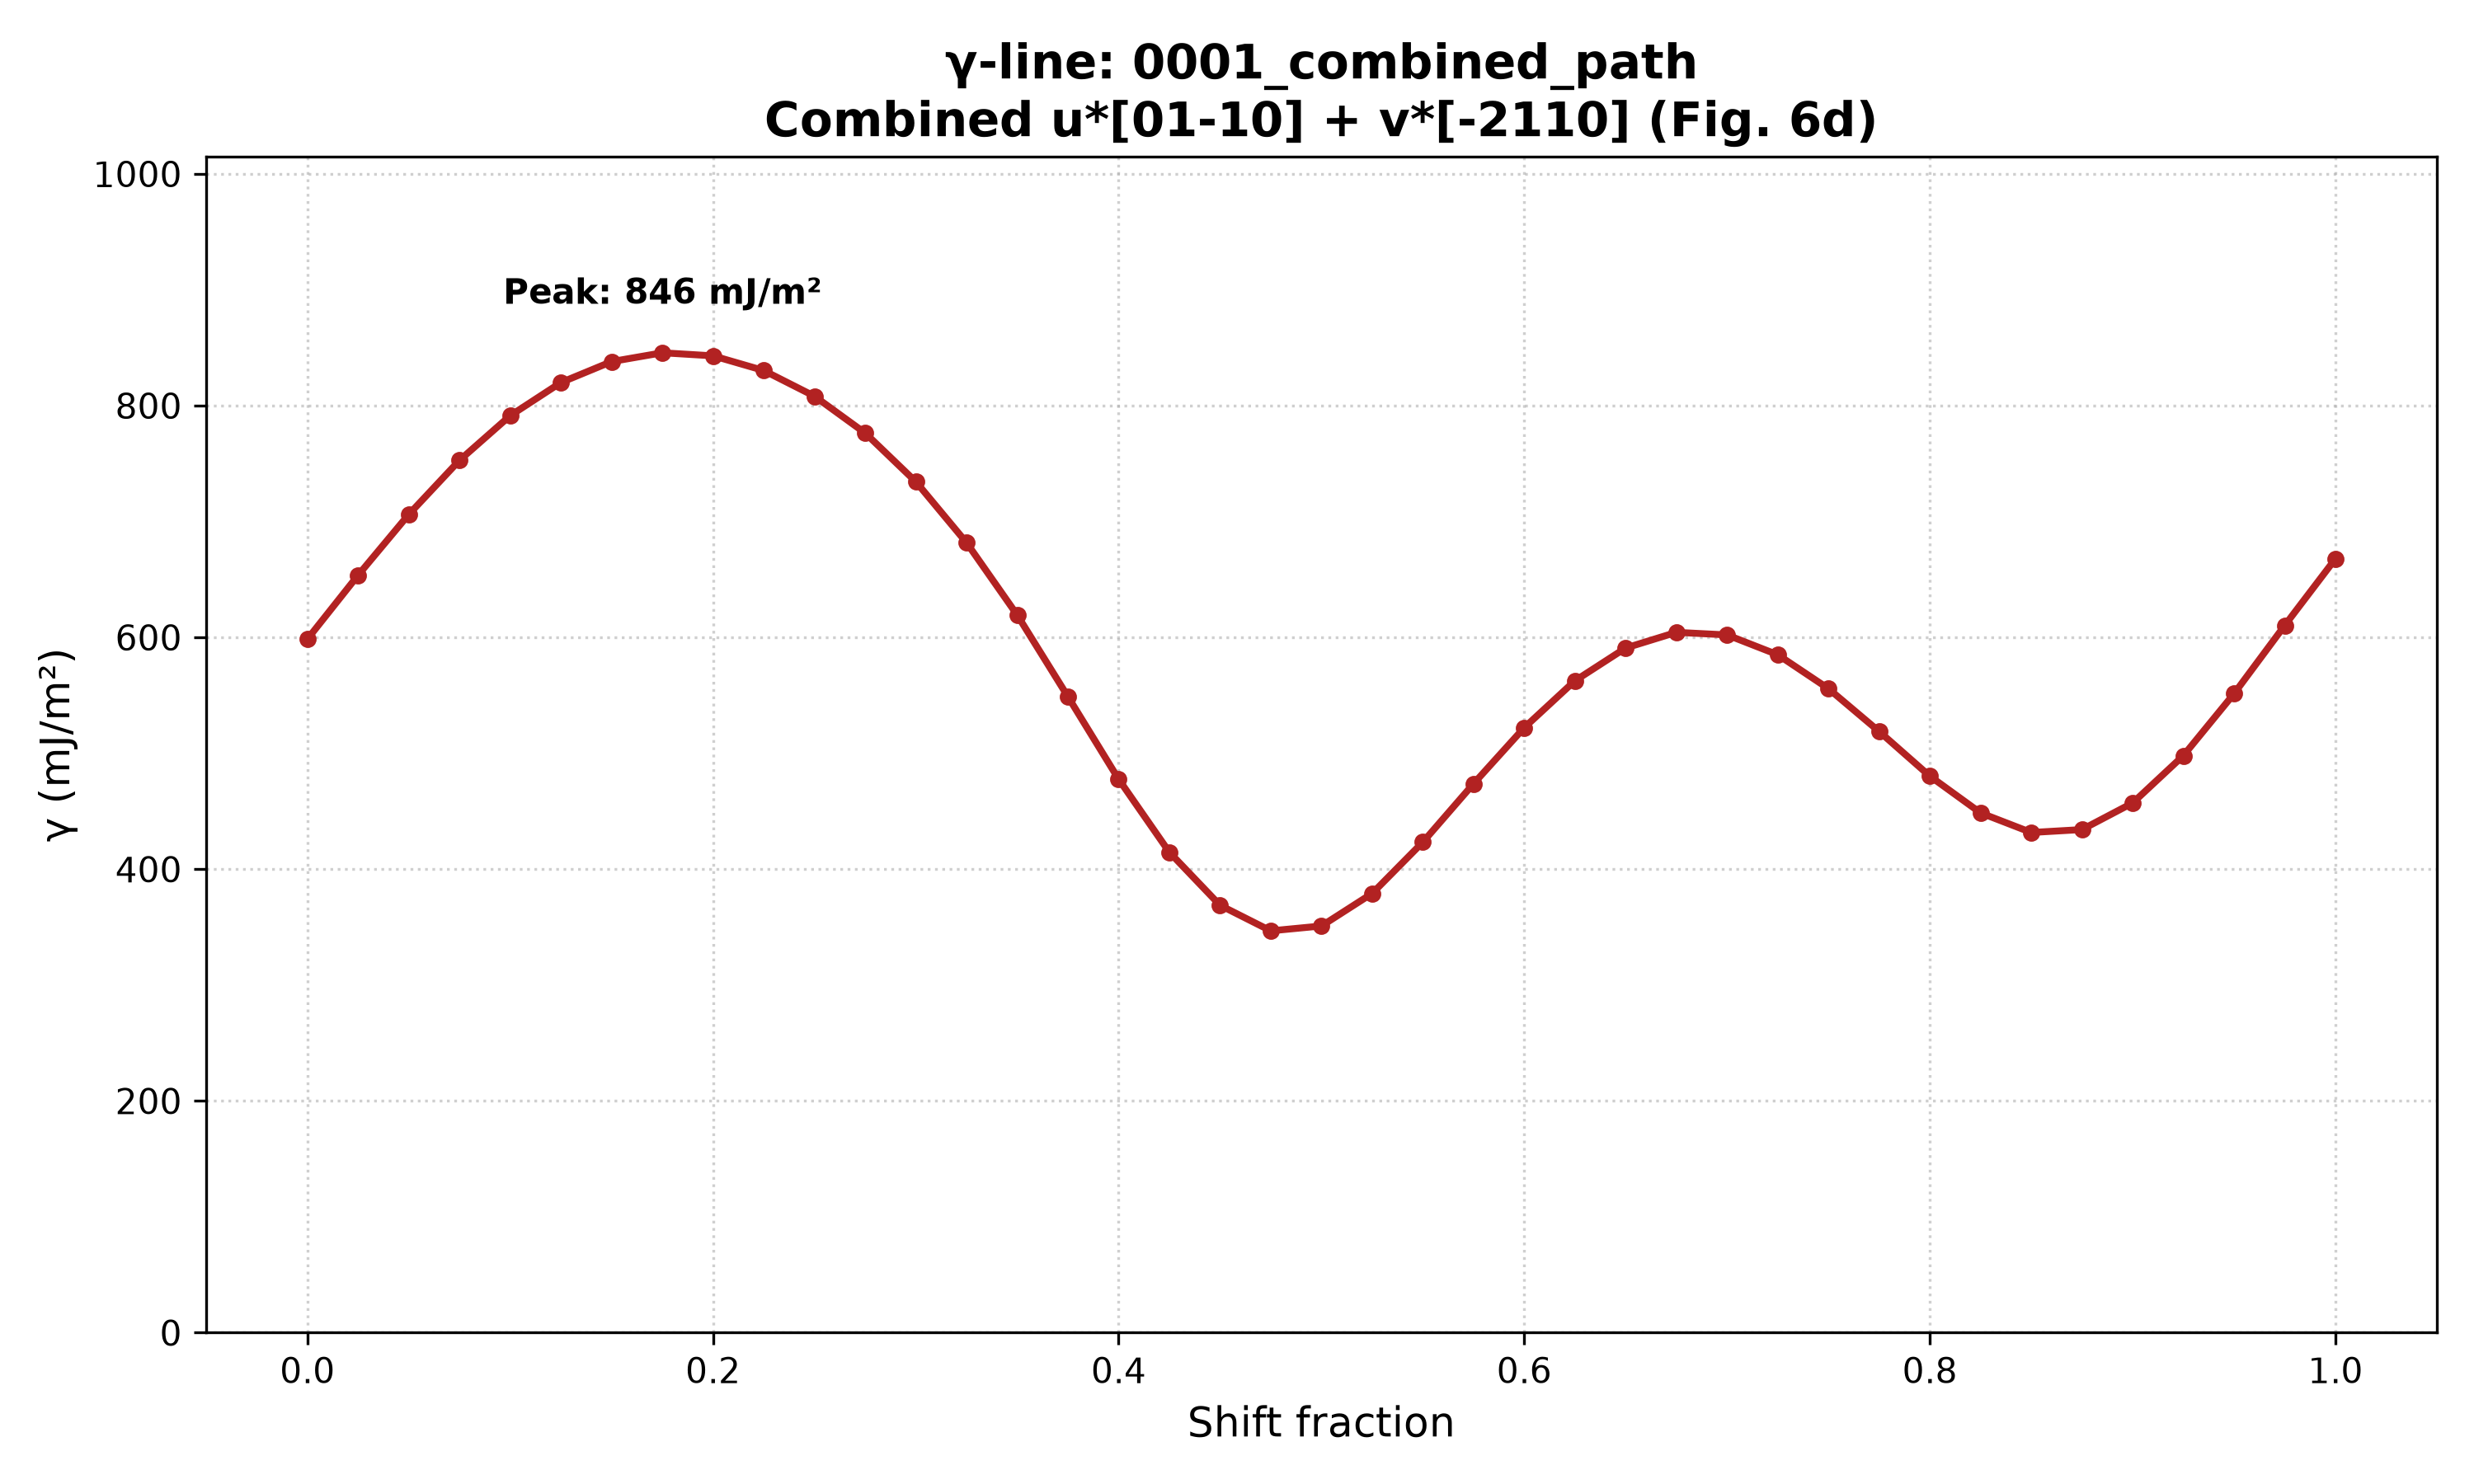 γ-line: 0001_combined_path
Combined u*[01-10] + v*[-2110] (Fig. 6d)
1000
800
600
400
200
0
γ (mJ/m²)
Peak: 846 mJ/m²
0.0 0.2 0.4 0.6 0.8 1.0
Shift fraction